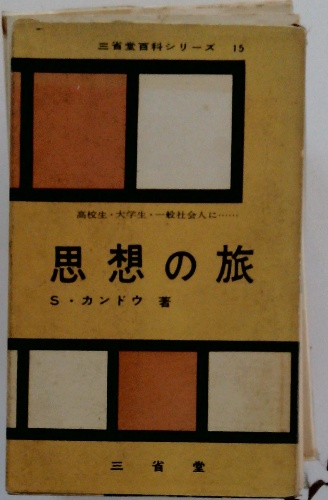 三省堂百科シリーズ 15
高校生・大学生・一般社会人に……
思想の旅
S・カンドウ 著
三省堂